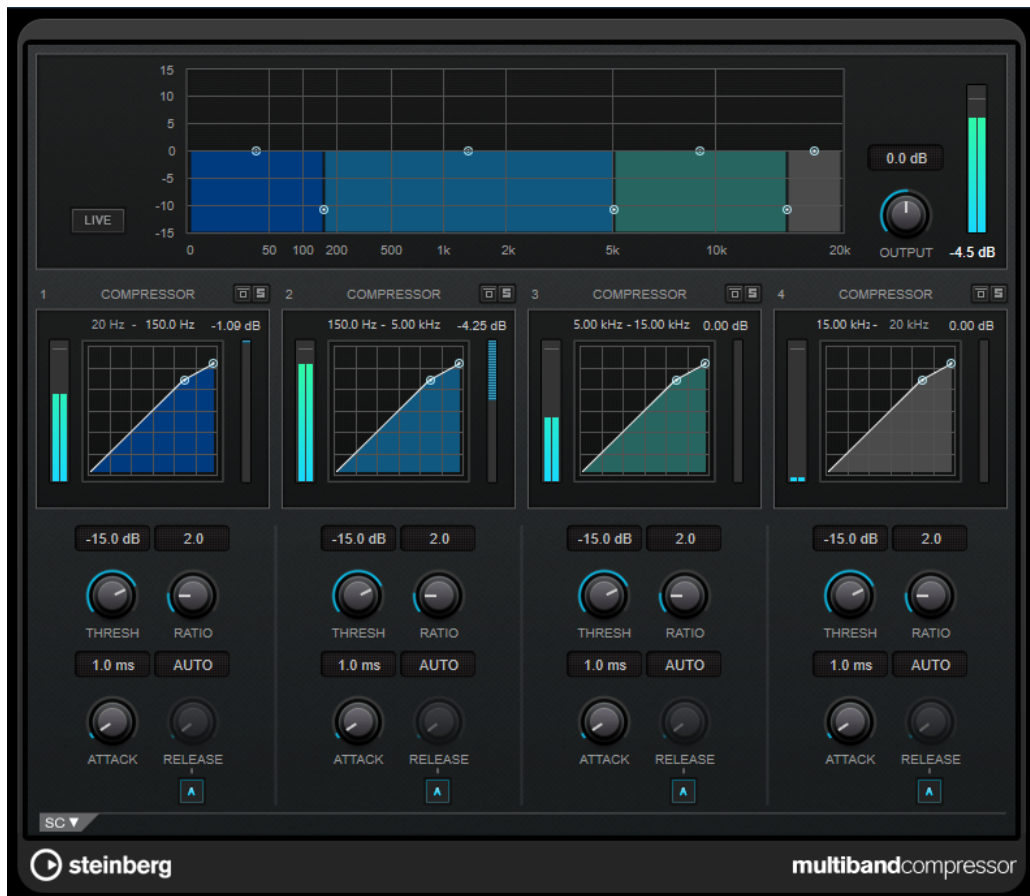 15
10
5
0
-5
-10
-15
LIVE
0 50 100 200 500 1k 2k 5k 10k 20k
0.0 dB
OUTPUT -4.5 dB
1 COMPRESSOR S 2 COMPRESSOR S 3 COMPRESSOR S 4 COMPRESSOR S
20 Hz - 150.0 Hz -1.09 dB 150.0 Hz - 5.00 kHz -4.25 dB 5.00 kHz - 15.00 kHz 0.00 dB 15.00 kHz - 20 kHz 0.00 dB
-15.0 dB 2.0 -15.0 dB 2.0 -15.0 dB 2.0 -15.0 dB 2.0
THRESH RATIO THRESH RATIO THRESH RATIO THRESH RATIO
1.0 ms AUTO 1.0 ms AUTO 1.0 ms AUTO 1.0 ms AUTO
ATTACK RELEASE ATTACK RELEASE ATTACK RELEASE ATTACK RELEASE
A A A A
SC ▼
steinberg multibandcompressor